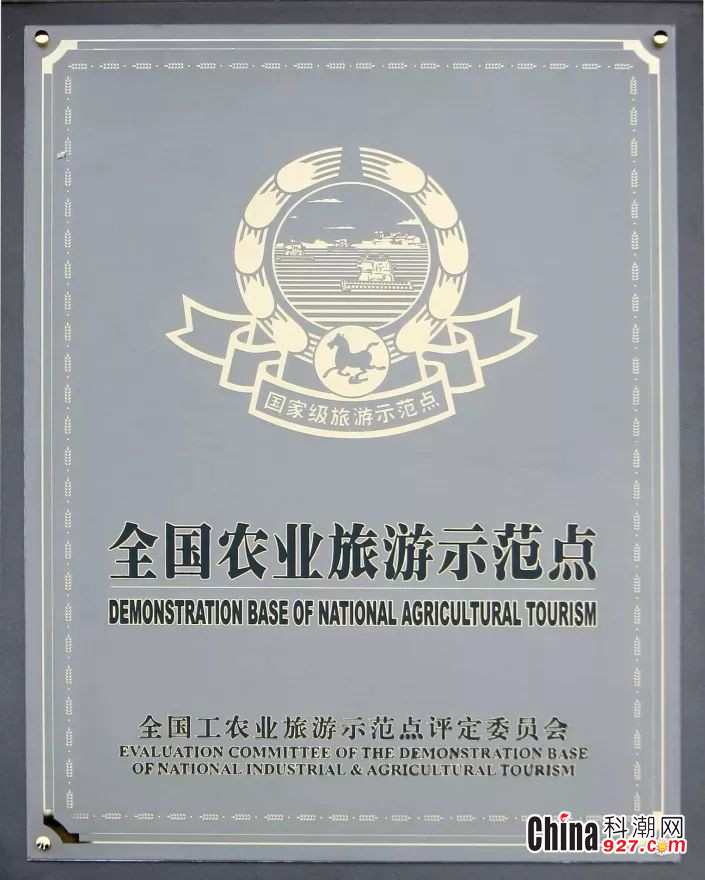 国家级旅游示范点
全国农业旅游示范点
DEMONSTRATION BASE OF NATIONAL AGRICULTURAL TOURISM
全国工农业旅游示范点评定委员会
EVALUATION COMMITTEE OF THE DEMONSTRATION BASE
OF NATIONAL INDUSTRIAL & AGRICULTURAL TOURISM
China科潮网
927.com